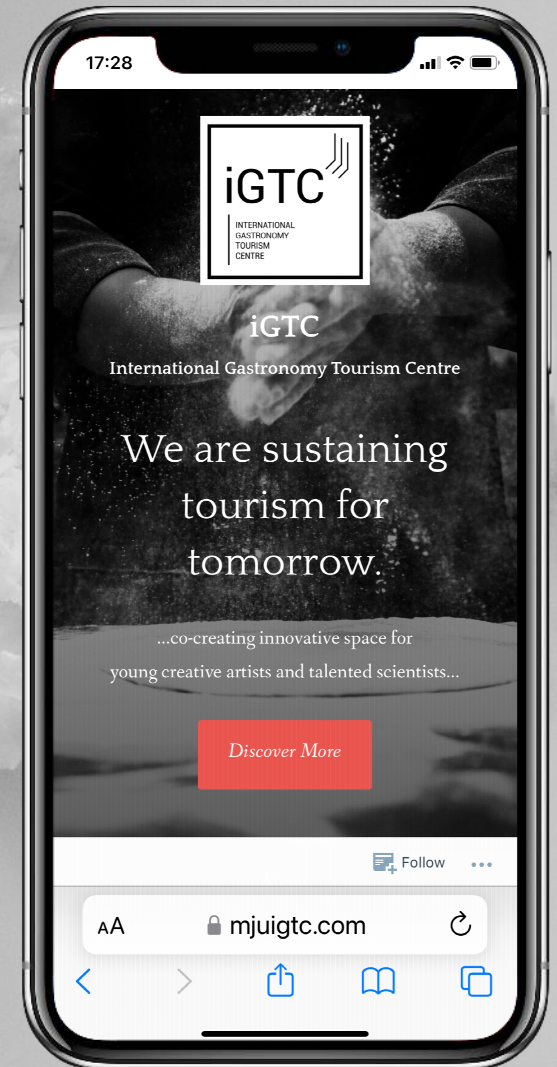 17:28
iGTC
INTERNATIONAL
GASTRONOMY
TOURISM
CENTRE
iGTC
International Gastronomy Tourism Centre
We are sustaining
tourism for
tomorrow.
...co-creating innovative space for
young creative artists and talented scientists...
Discover More
Follow
AA
mjuigtc.com